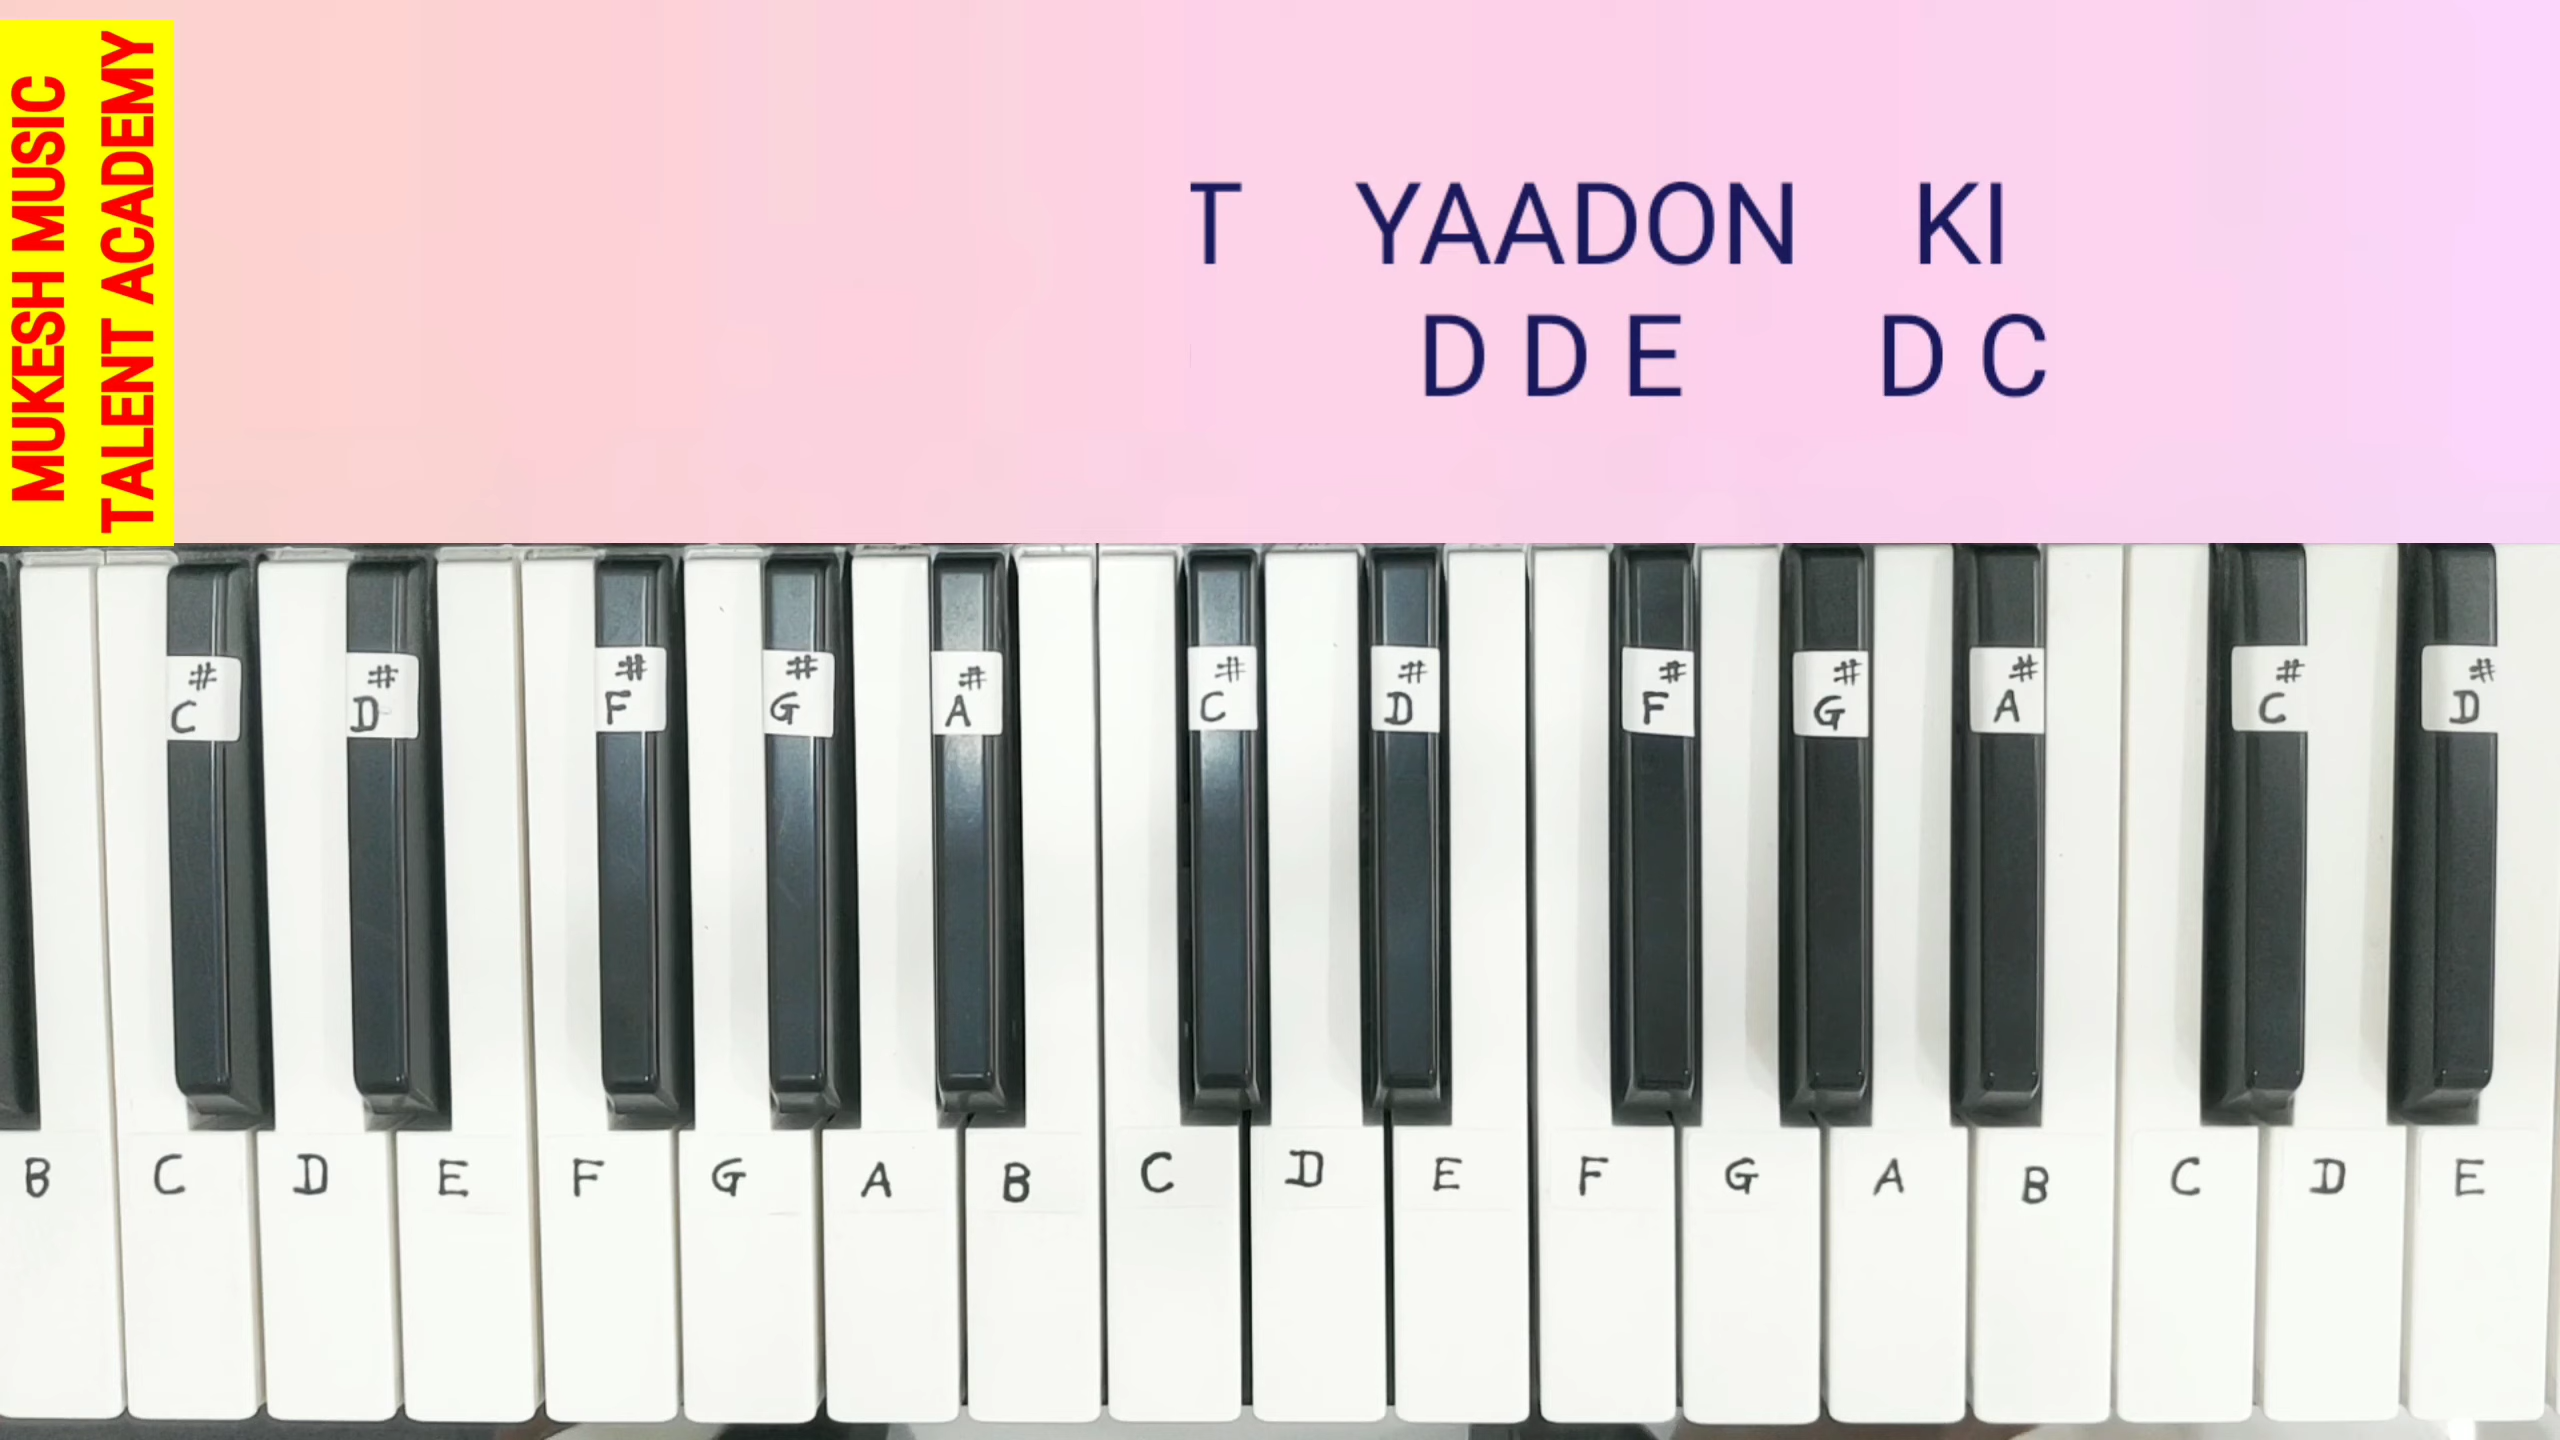 MUKESH MUSIC
TALENT ACADEMY
T YAADON KI
D D E D C
C# D# F# G# A# C# D# F# G# A# C# D#
B C D E F G A B C D E F G A B C D E